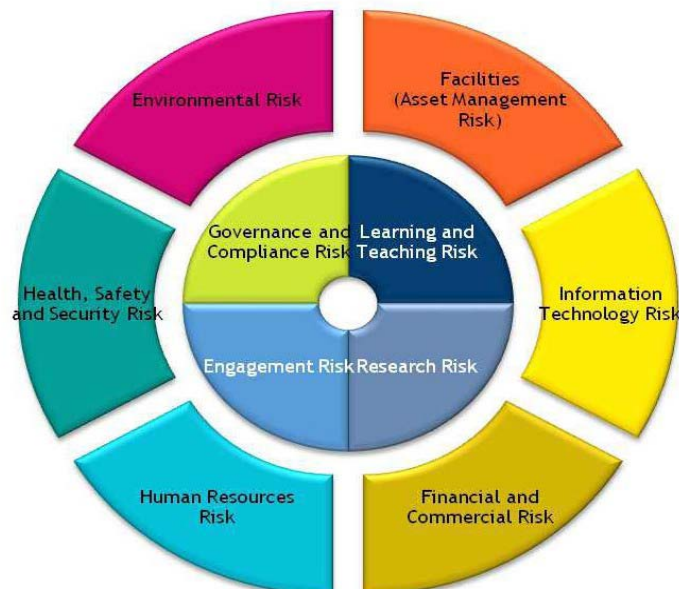 Environmental Risk
Facilities
(Asset Management
Risk)
Governance and
Compliance Risk
Learning and
Teaching Risk
Health, Safety
and Security Risk
Information
Technology Risk
Engagement Risk
Research Risk
Human Resources
Risk
Financial and
Commercial Risk